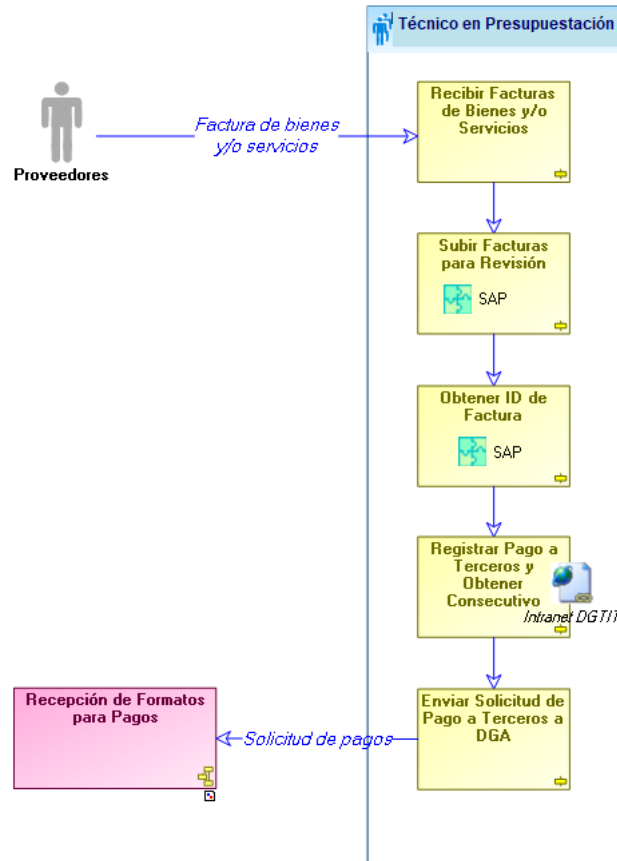 Técnico en Presupuestación
Recibir Facturas
de Bienes y/o
Servicios
Factura de bienes
y/o servicios
Proveedores
Subir Facturas
para Revisión
SAP
Obtener ID de
Factura
SAP
Registrar Pago a
Terceros y
Obtener
Consecutivo
Intranet DGTIT
Recepción de Formatos
para Pagos
Solicitud de pagos
Enviar Solicitud de
Pago a Terceros a
DGA